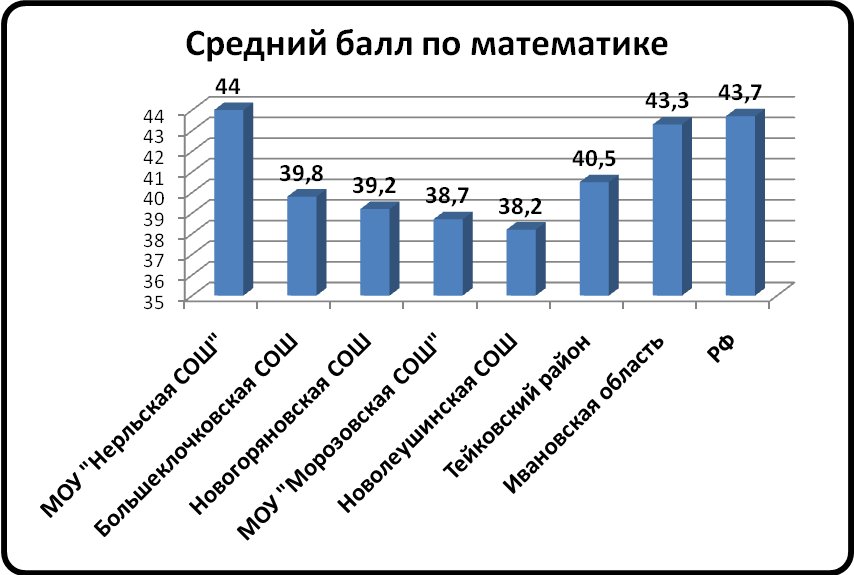 Средний балл по математике
44
39,8
39,2
38,7
38,2
40,5
43,3
43,7
44
43
42
41
40
39
38
37
36
35
МОУ "Нерльская СОШ"
Большеклочковская СОШ
Новогоряновская СОШ
МОУ "Морозовская СОШ"
Новолеушинская СОШ
Тейковский район
Ивановская область
РФ